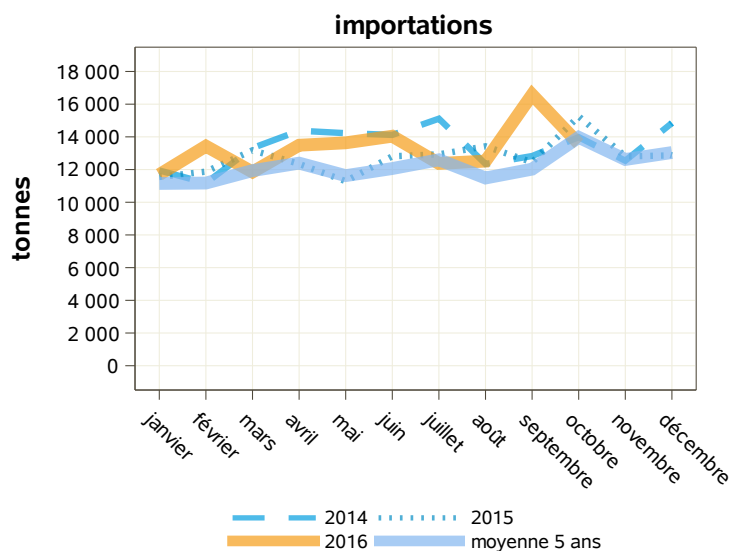 importations
tonnes
18 000
16 000
14 000
12 000
10 000
8 000
6 000
4 000
2 000
0
janvier
février
mars
avril
mai
juin
juillet
août
septembre
octobre
novembre
décembre
2014 2015
2016 moyenne 5 ans